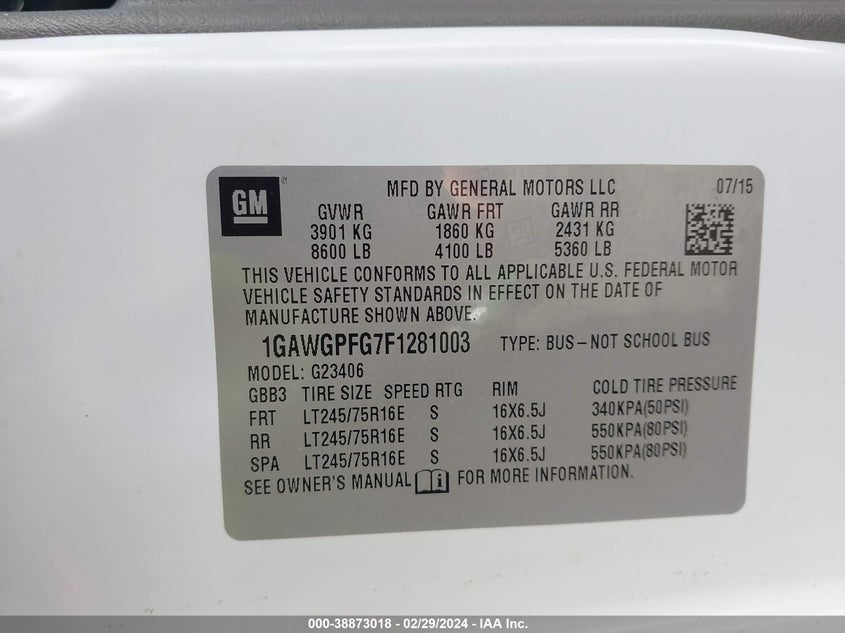 GM
MFD BY GENERAL MOTORS LLC 07/15
GVWR GAWR FRT GAWR RR
3901 KG 1860 KG 2431 KG
8600 LB 4100 LB 5360 LB
THIS VEHICLE CONFORMS TO ALL APPLICABLE U.S. FEDERAL MOTOR
VEHICLE SAFETY STANDARDS IN EFFECT ON THE DATE OF
MANUFACTURE SHOWN ABOVE.
1GAWGPFG7F1281003 TYPE: BUS – NOT SCHOOL BUS
MODEL: G23406
GBB3 TIRE SIZE SPEED RTG RIM COLD TIRE PRESSURE
FRT LT245/75R16E S 16X6.5J 340KPA(50PSI)
RR LT245/75R16E S 16X6.5J 550KPA(80PSI)
SPA LT245/75R16E S 16X6.5J 550KPA(80PSI)
SEE OWNER'S MANUAL i FOR MORE INFORMATION.
000-38873018 - 02/29/2024 - IAA Inc.